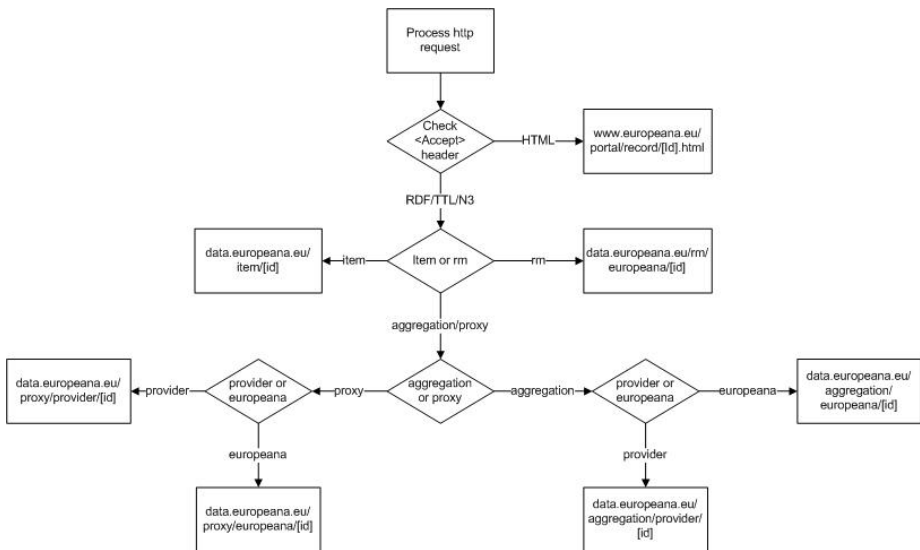 Process http
request
Check
<Accept>
header
HTML
www.europeana.eu/
portal/record/[Id].html
RDF/TTL/N3
data.europeana.eu/
item/[id]
item
Item or rm
rm
data.europeana.eu/rm/
europeana/[id]
aggregation/proxy
data.europeana.eu/
proxy/provider/[id]
provider
provider or
europeana
proxy
aggregation
or proxy
aggregation
provider or
europeana
europeana
data.europeana.eu/
aggregation/
europeana/[id]
europeana
provider
data.europeana.eu/
proxy/europeana/[id]
data.europeana.eu/
aggregation/provider/
[id]